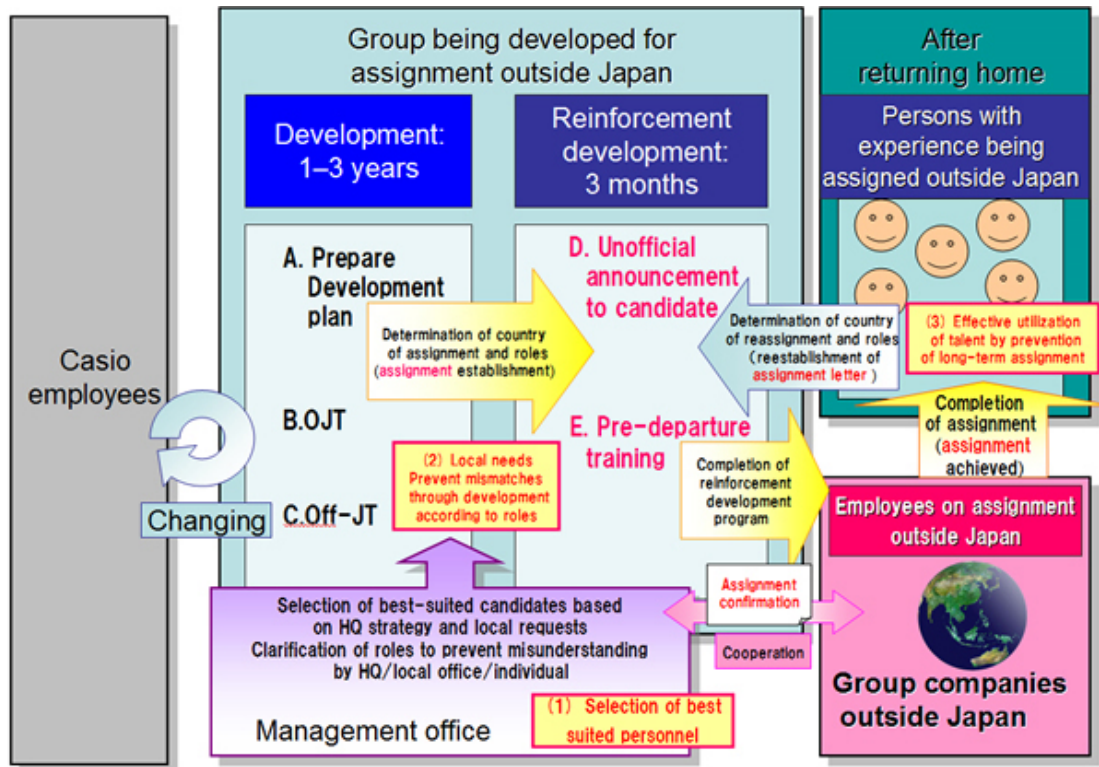 Casio
employees
Changing
Group being developed for
assignment outside Japan
Development:
1–3 years
A. Prepare
Development
plan
B.OJT
C.Off-JT
Determination of country
of assignment and roles
(assignment establishment)
(2) Local needs
Prevent mismatches
through development
according to roles
Reinforcement
development:
3 months
D. Unofficial
announcement
to candidate
E. Pre-departure
training
Determination of country
of reassignment and roles
(reestablishment of
assignment letter)
Completion of
reinforcement
development
program
Selection of best-suited candidates based
on HQ strategy and local requests
Clarification of roles to prevent misunderstanding
by HQ/local office/individual
Management office
(1) Selection of best
suited personnel
Assignment
confirmation
Cooperation
After
returning home
Persons with
experience being
assigned outside Japan
(3) Effective utilization
of talent by prevention
of long-term assignment
Completion
of assignment
(assignment
achieved)
Employees on assignment
outside Japan
Group companies
outside Japan